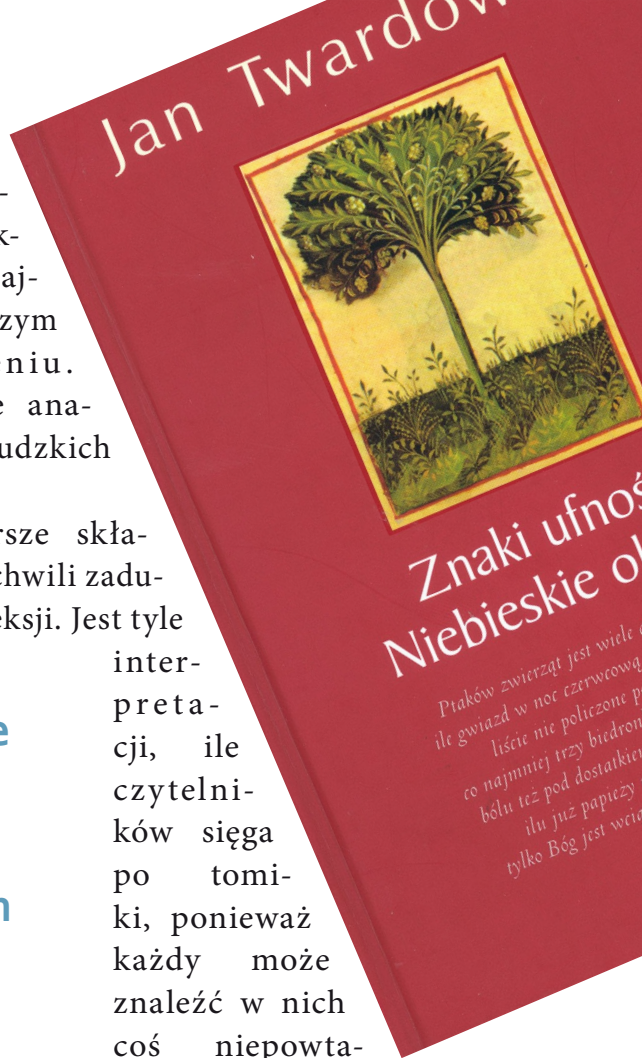 Jan Twardow
-
k-
aj-
zym
niu.
ana-
udzkich
rsze skła-
chwili zadu-
eksji. Jest tyle
inter-
preta-
cji, ile
czytelni-
ków sięga
po tomi-
ki, ponieważ
każdy może
znaleźć w nich
coś niepowta-
e
Znaki ufnoś
Niebieskie ok
Ptaków zwierząt jest wiele
ile gwiazd w noc czerwcową
liście nie policzone
co najmniej trzy biedron
bólu też pod dostatkiem
ilu już papieży
tylko Bóg jest wcią